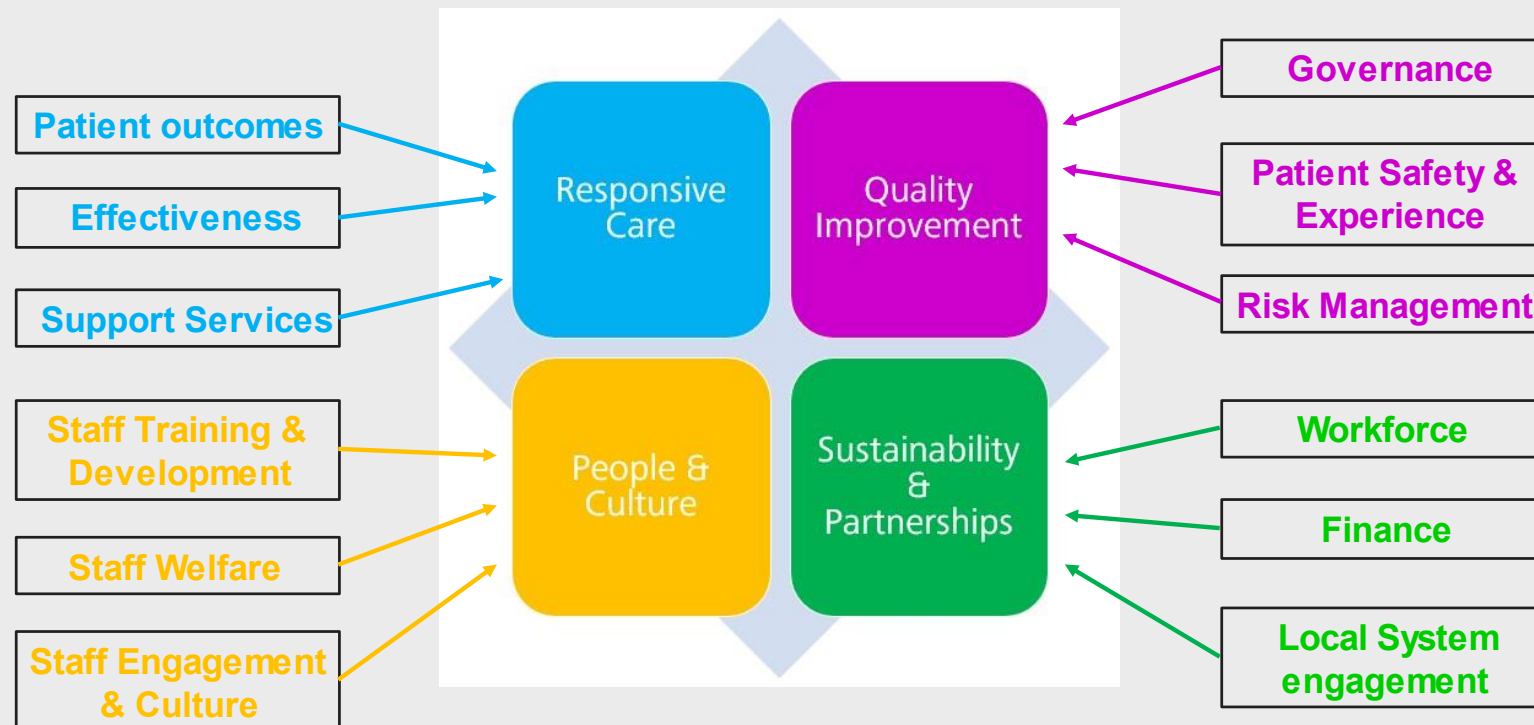 Patient outcomes
Effectiveness
Support Services
Staff Training &
Development
Staff Welfare
Staff Engagement
& Culture
Responsive
Care
Quality
Improvement
People &
Culture
Sustainability
&
Partnerships
Governance
Patient Safety &
Experience
Risk Management
Workforce
Finance
Local System
engagement